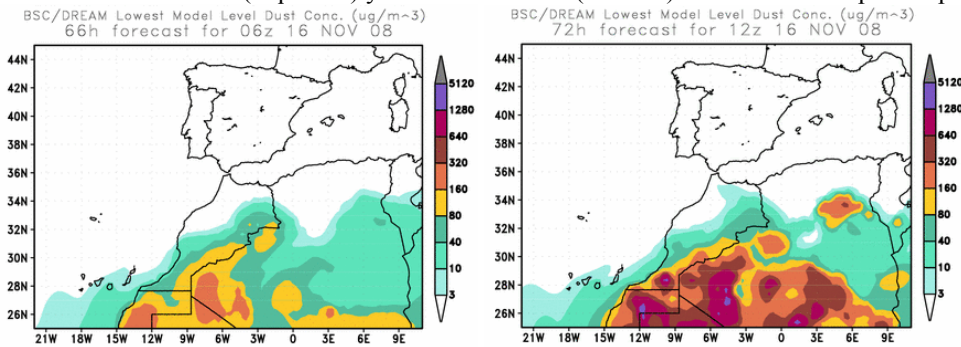 BSC/DREAM Lowest Model Level Dust Conc. (ug/m^3)
66h forecast for 06z 16 NOV 08
44N
42N
40N
38N
36N
34N
32N
30N
28N
26N
21W 18W 15W 12W 9W 6W 3W 0 3E 6E 9E
5120
1280
640
320
160
80
40
10
3
BSC/DREAM Lowest Model Level Dust Conc. (ug/m^3)
72h forecast for 12z 16 NOV 08
44N
42N
40N
38N
36N
34N
32N
30N
28N
26N
21W 18W 15W 12W 9W 6W 3W 0 3E 6E 9E
5120
1280
640
320
160
80
40
10
3